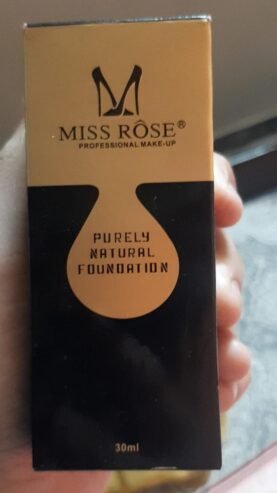 MISS RÔSE®
PROFESSIONAL MAKE-UP
PURELY
NATURAL
FOUNDATION
30ml